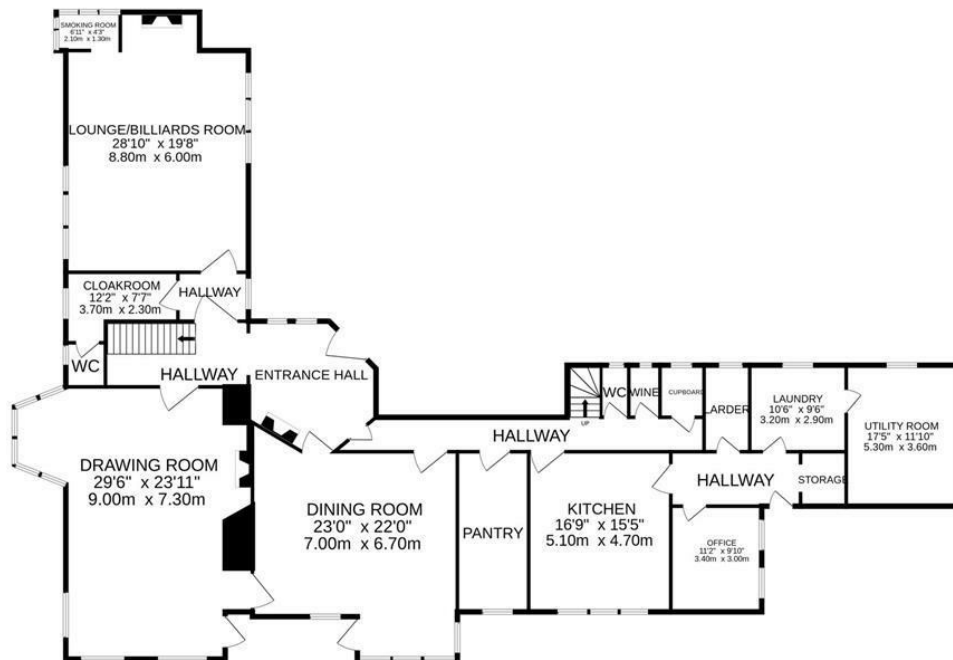 SMOKING ROOM
6'11" x 4'3"
2.10m x 1.30m
LOUNGE/BILLIARDS ROOM
28'10" x 19'8"
8.80m x 6.00m
CLOAKROOM
12'2" x 7'7"
3.70m x 2.30m
HALLWAY
WC
HALLWAY
ENTRANCE HALL
DRAWING ROOM
29'6" x 23'11"
9.00m x 7.30m
DINING ROOM
23'0" x 22'0"
7.00m x 6.70m
HALLWAY
UP
WC
WINE
CUPBOARD
LARDER
LAUNDRY
10'6" x 9'6"
3.20m x 2.90m
UTILITY ROOM
17'5" x 11'10"
5.30m x 3.60m
PANTRY
KITCHEN
16'9" x 15'5"
5.10m x 4.70m
HALLWAY
STORAGE
OFFICE
11'2" x 9'10"
3.40m x 3.00m